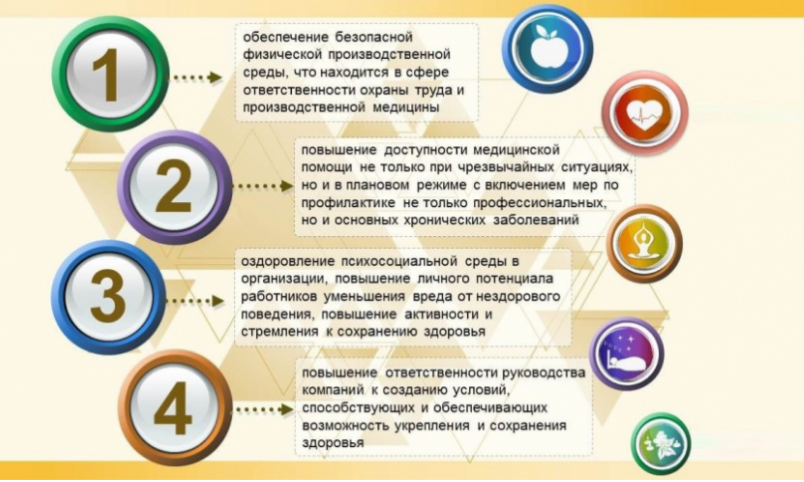 1
обеспечение безопасной
физической производственной
среды, что находится в сфере
ответственности охраны труда и
производственной медицины
2
повышение доступности медицинской
помощи не только при чрезвычайных ситуациях,
но и в плановом режиме с включением мер по
профилактике не только профессиональных,
но и основных хронических заболеваний
3
оздоровление психосоциальной среды в
организации, повышение личного потенциала
работников уменьшения вреда от нездорового
поведения, повышение активности и
стремления к сохранению здоровья
4
повышение ответственности руководства
компаний к созданию условий,
способствующих и обеспечивающих
возможность укрепления и сохранения
здоровья